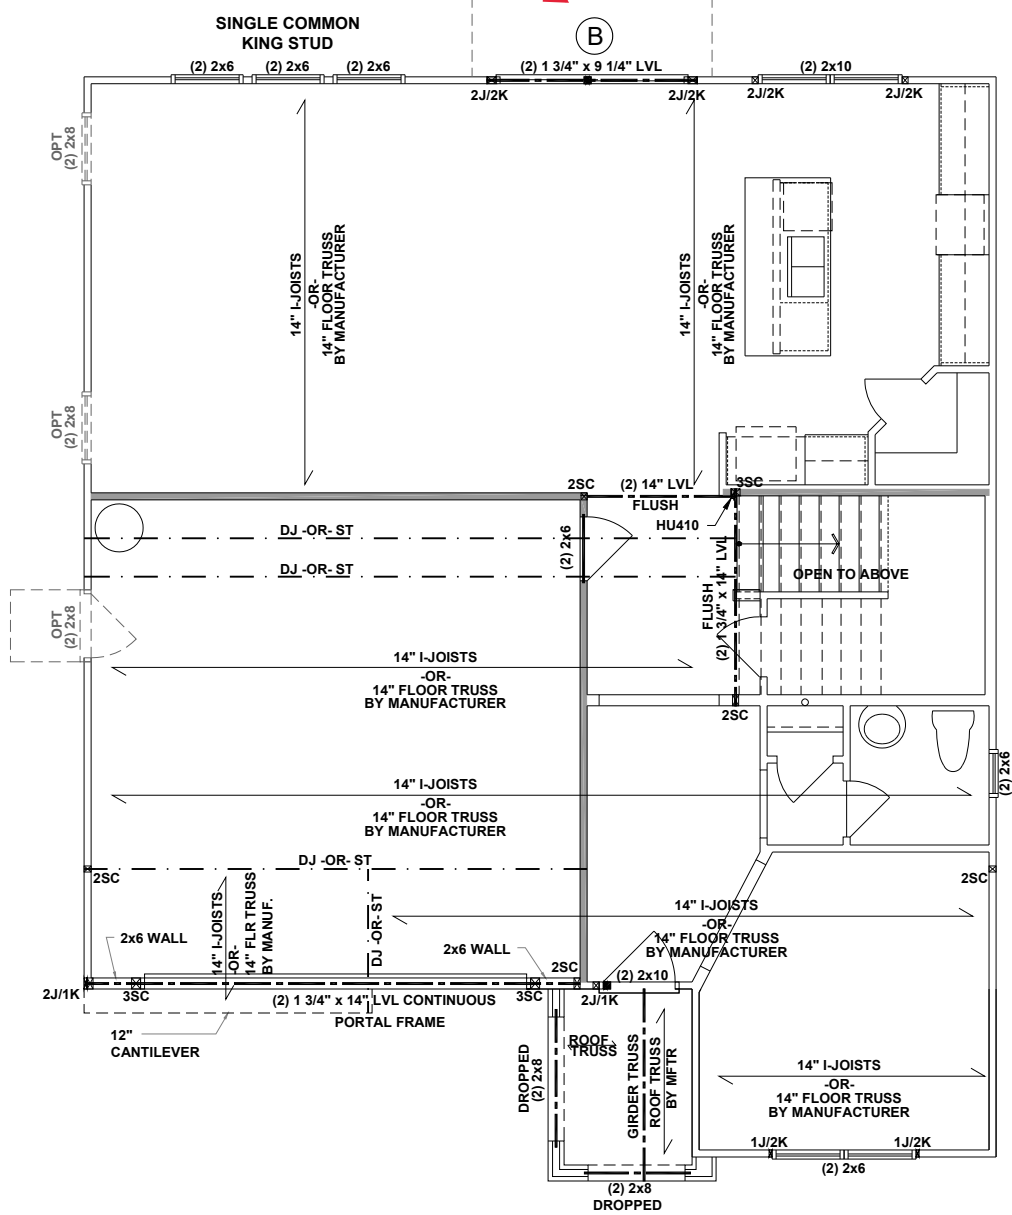 SINGLE COMMON
KING STUD
B
(2) 2x6
(2) 2x6
(2) 2x6
(2) 1 3/4" x 9 1/4" LVL
(2) 2x10
2J/2K
2J/2K
2J/2K
2J/2K
OPT
(2) 2x8
14" I-JOISTS
-OR-
14" FLOOR TRUSS
BY MANUFACTURER
14" I-JOISTS
-OR-
14" FLOOR TRUSS
BY MANUFACTURER
OPT
(2) 2x8
2SC
(2) 14" LVL
3SC
FLUSH
HU410
DJ -OR- ST
(2) 2x6
DJ -OR- ST
FLUSH
(2) 1 3/4" x 14" LVL
OPEN TO ABOVE
OPT
(2) 2x8
14" I-JOISTS
-OR-
14" FLOOR TRUSS
BY MANUFACTURER
2SC
14" I-JOISTS
-OR-
14" FLOOR TRUSS
BY MANUFACTURER
(2) 2x6
DJ -OR- ST
2SC
2SC
14" I-JOISTS
-OR-
14" FLR TRUSS
BY MANUF.
DJ -OR- ST
14" I-JOISTS
-OR-
14" FLOOR TRUSS
BY MANUFACTURER
2x6 WALL
2x6 WALL
2SC
(2) 2x10
2J/1K
3SC
(2) 1 3/4" x 14" LVL CONTINUOUS
3SC
2J/1K
PORTAL FRAME
12"
CANTILEVER
ROOF
TRUSS
DROPPED
(2) 2x8
GIRDER TRUSS
ROOF TRUSS
BY MFTR
14" I-JOISTS
-OR-
14" FLOOR TRUSS
BY MANUFACTURER
1J/2K
1J/2K
(2) 2x6
(2) 2x8
DROPPED